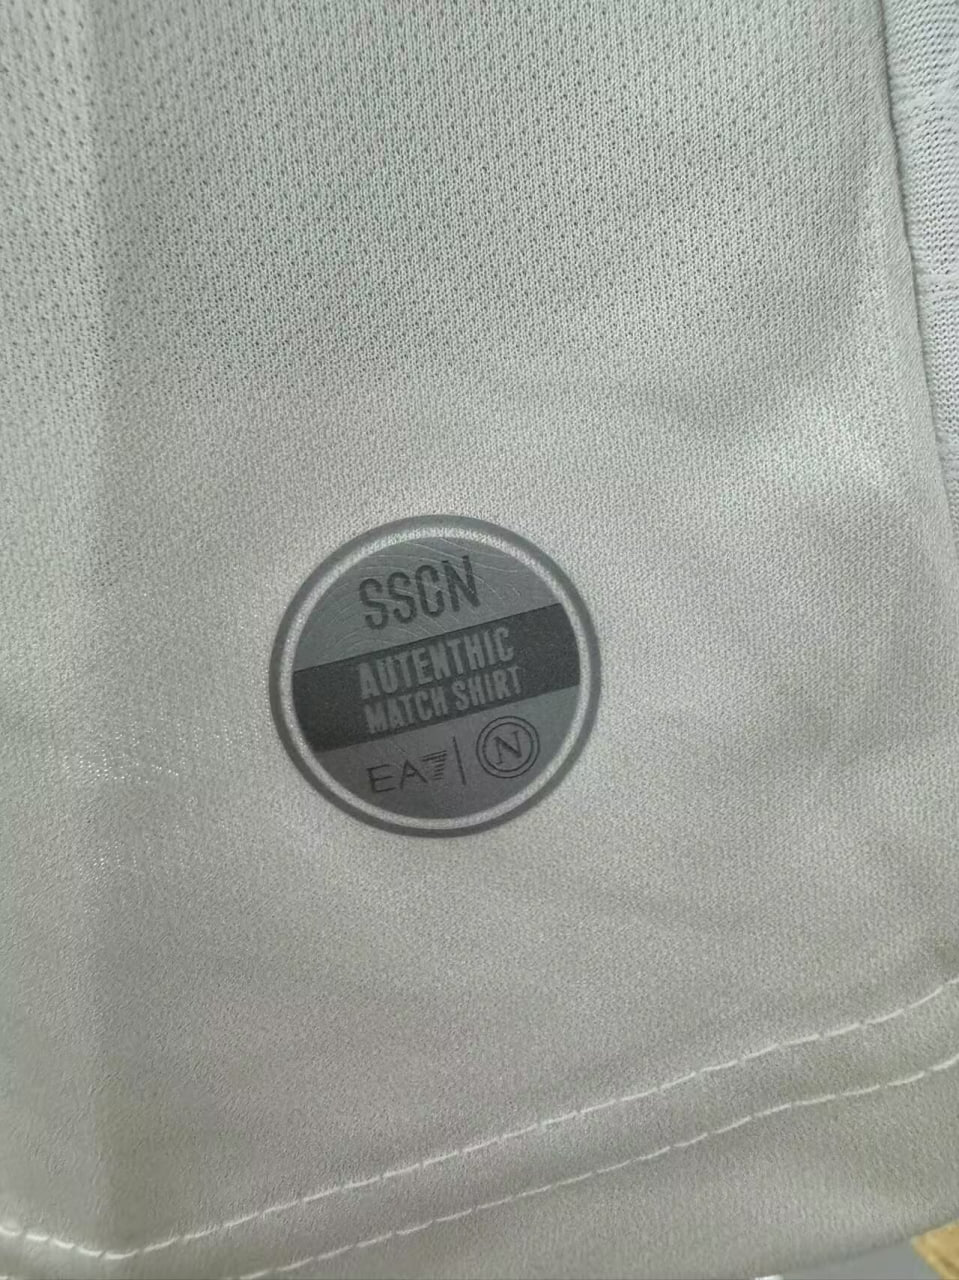 SSCN
AUTENTHIC
MATCH SHIRT
EA7 | N